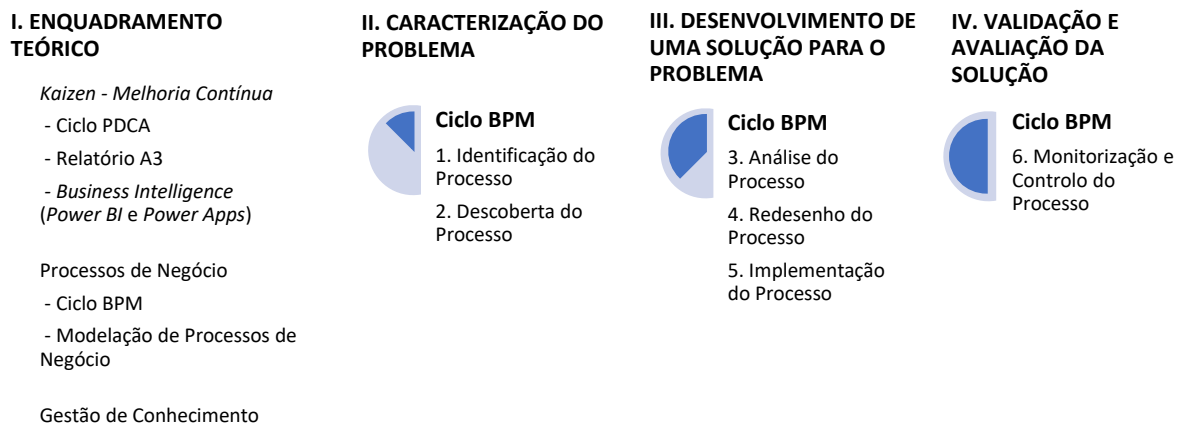 I. ENQUADRAMENTO
TEÓRICO
Kaizen - Melhoria Contínua
- Ciclo PDCA
- Relatório A3
- Business Intelligence
(Power BI e Power Apps)
Processos de Negócio
- Ciclo BPM
- Modelação de Processos de
Negócio
Gestão de Conhecimento
II. CARACTERIZAÇÃO DO
PROBLEMA
Ciclo BPM
1. Identificação do
Processo
2. Descoberta do
Processo
III. DESENVOLVIMENTO DE
UMA SOLUÇÃO PARA O
PROBLEMA
Ciclo BPM
3. Análise do
Processo
4. Redesenho do
Processo
5. Implementação
do Processo
IV. VALIDAÇÃO E
AVALIAÇÃO DA
SOLUÇÃO
Ciclo BPM
6. Monitorização e
Controlo do
Processo